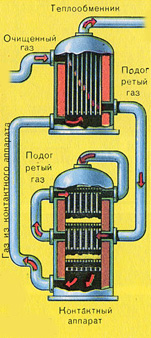 Теплообменник
Очищенный
газ
Подог
ретый
газ
Газ из контактного аппарата
Подог
ретый
газ
Контактный
аппарат